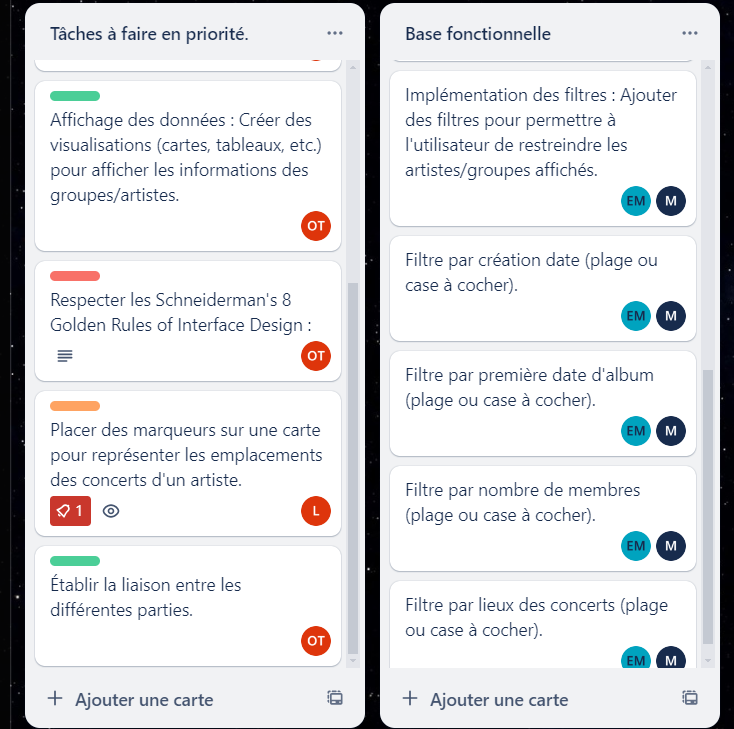 Tâches à faire en priorité.
Affichage des données : Créer des
visualisations (cartes, tableaux, etc.)
pour afficher les informations des
groupes/artistes.
OT
Respecter les Schneiderman's 8
Golden Rules of Interface Design :
OT
Placer des marqueurs sur une carte
pour représenter les emplacements
des concerts d'un artiste.
1
L
Établir la liaison entre les
différentes parties.
OT
+ Ajouter une carte
Base fonctionnelle
Implémentation des filtres : Ajouter
des filtres pour permettre à
l'utilisateur de restreindre les
artistes/groupes affichés.
EM M
Filtre par création date (plage ou
case à cocher).
EM M
Filtre par première date d'album
(plage ou case à cocher).
EM M
Filtre par nombre de membres
(plage ou case à cocher).
EM M
Filtre par lieux des concerts (plage
ou case à cocher).
EM M
+ Ajouter une carte